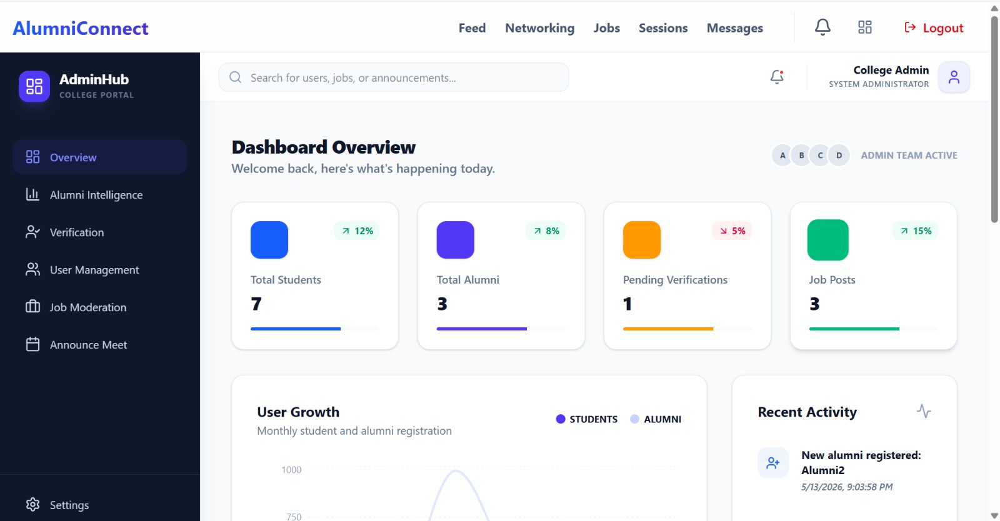 AlumniConnect
Feed
Networking
Jobs
Sessions
Messages
Logout
AdminHub
COLLEGE PORTAL
Overview
Alumni Intelligence
Verification
User Management
Job Moderation
Announce Meet
Settings
Search for users, jobs, or announcements...
College Admin
SYSTEM ADMINISTRATOR
Dashboard Overview
Welcome back, here's what's happening today.
A B C D
ADMIN TEAM ACTIVE
12%
Total Students
7
8%
Total Alumni
3
5%
Pending Verifications
1
15%
Job Posts
3
User Growth
Monthly student and alumni registration
STUDENTS
ALUMNI
1000
750
Recent Activity
New alumni registered:
Alumni2
5/13/2026, 9:03:58 PM